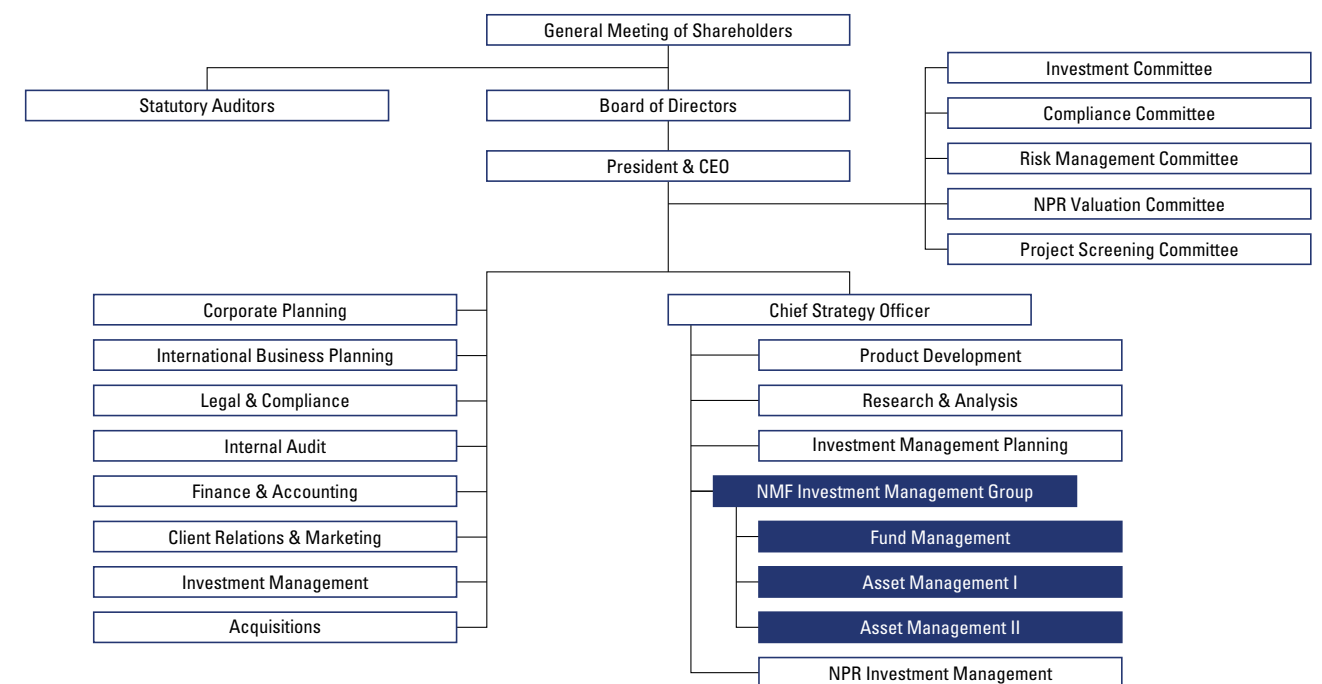 General Meeting of Shareholders
Statutory Auditors
Board of Directors
President & CEO
Investment Committee
Compliance Committee
Risk Management Committee
NPR Valuation Committee
Project Screening Committee
Corporate Planning
International Business Planning
Legal & Compliance
Internal Audit
Finance & Accounting
Client Relations & Marketing
Investment Management
Acquisitions
Chief Strategy Officer
Product Development
Research & Analysis
Investment Management Planning
NMF Investment Management Group
Fund Management
Asset Management I
Asset Management II
NPR Investment Management